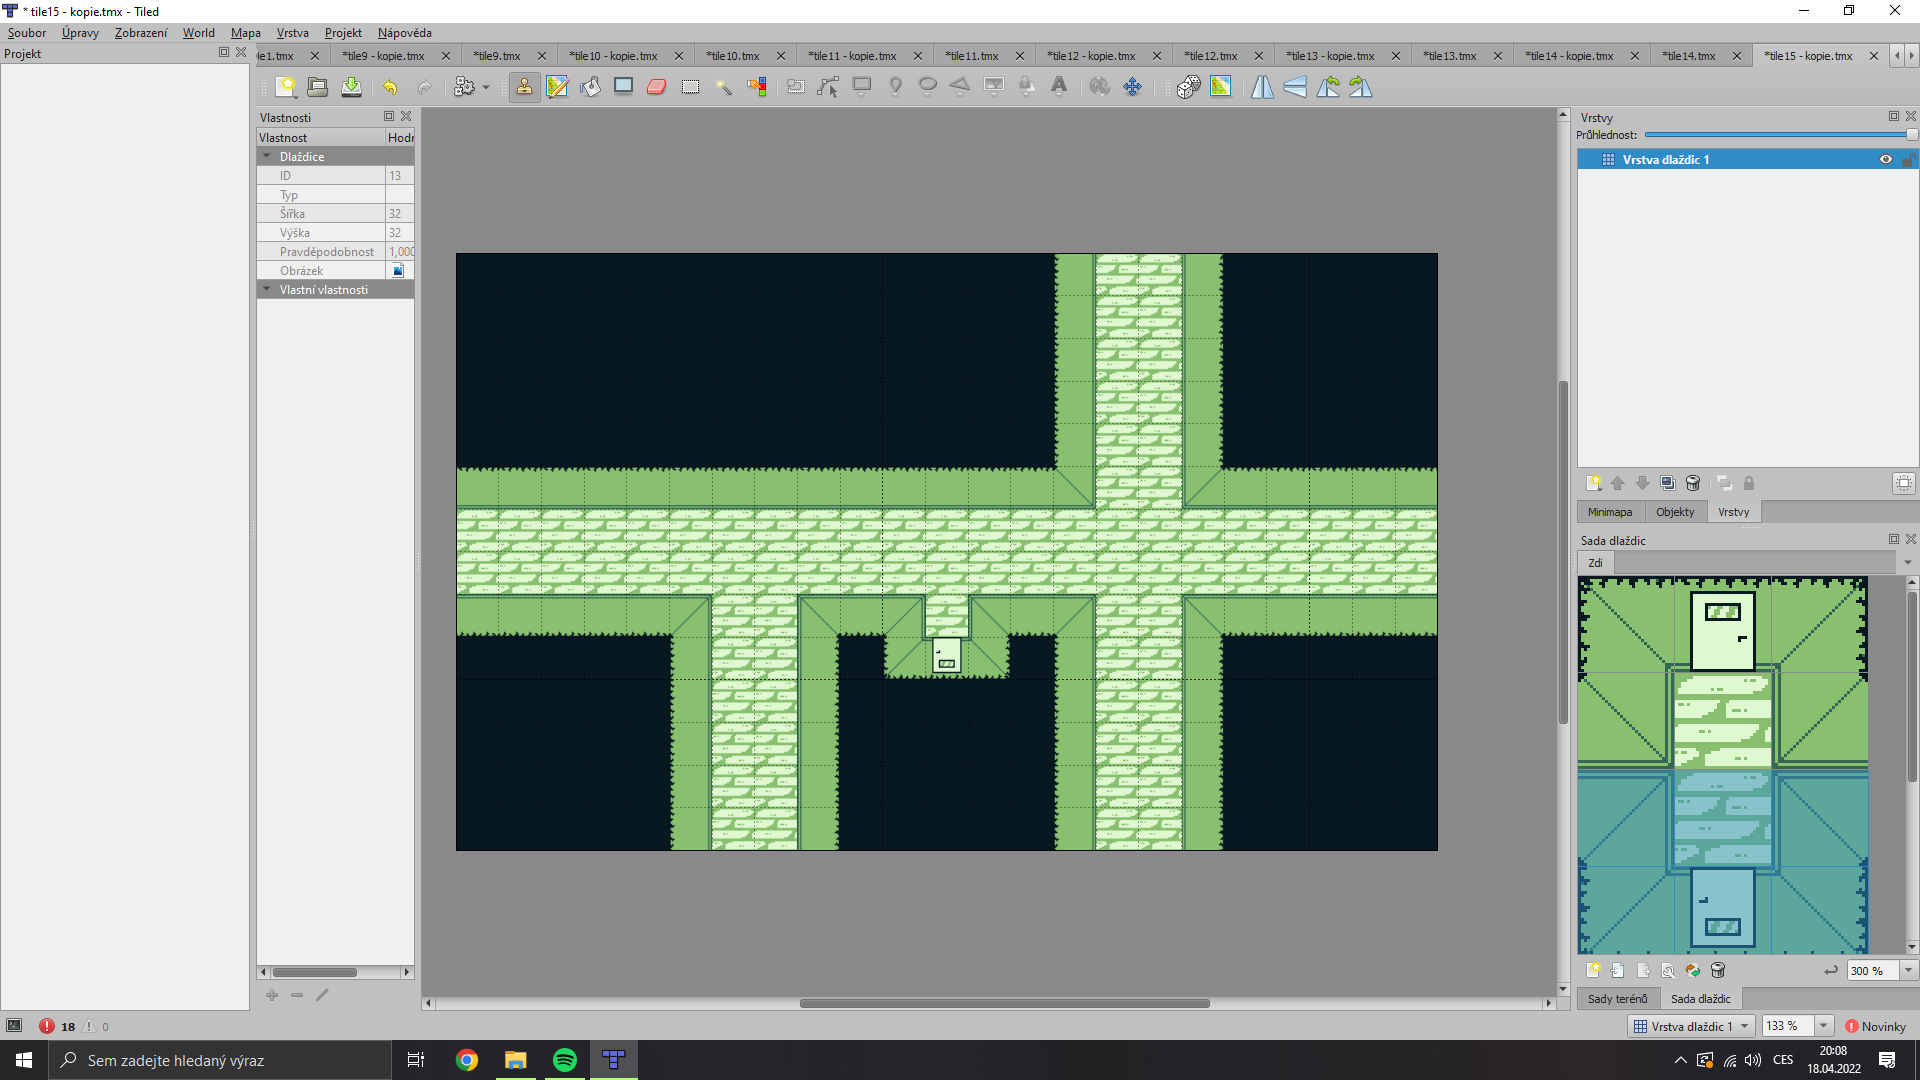 * tile15 - kopie.tmx - Tiled
Soubor Úpravy Zobrazení World Mapa Vrstva Projekt Nápověda
Projekt
le1.tmx *tile9 - kopie.tmx *tile9.tmx *tile10 - kopie.tmx *tile10.tmx *tile11 - kopie.tmx *tile11.tmx *tile12 - kopie.tmx *tile12.tmx *tile13 - kopie.tmx *tile13.tmx *tile14 - kopie.tmx *tile14.tmx *tile15 - kopie.tmx
Vlastnosti
Vlastnost Hodr
Dlaždice
ID 13
Typ
Šířka 32
Výška 32
Pravděpodobnost 1,000
Obrázek
Vlastní vlastnosti
Vrstvy
Průhlednost:
Vrstva dlaždic 1
Minimapa Objekty Vrstvy
Sada dlaždic
Zdi
300 %
Sady terénů Sada dlaždic
18 0
Vrstva dlaždic 1 133 % Novinky
Sem zadejte hledaný výraz
CES
20:08
18.04.2022